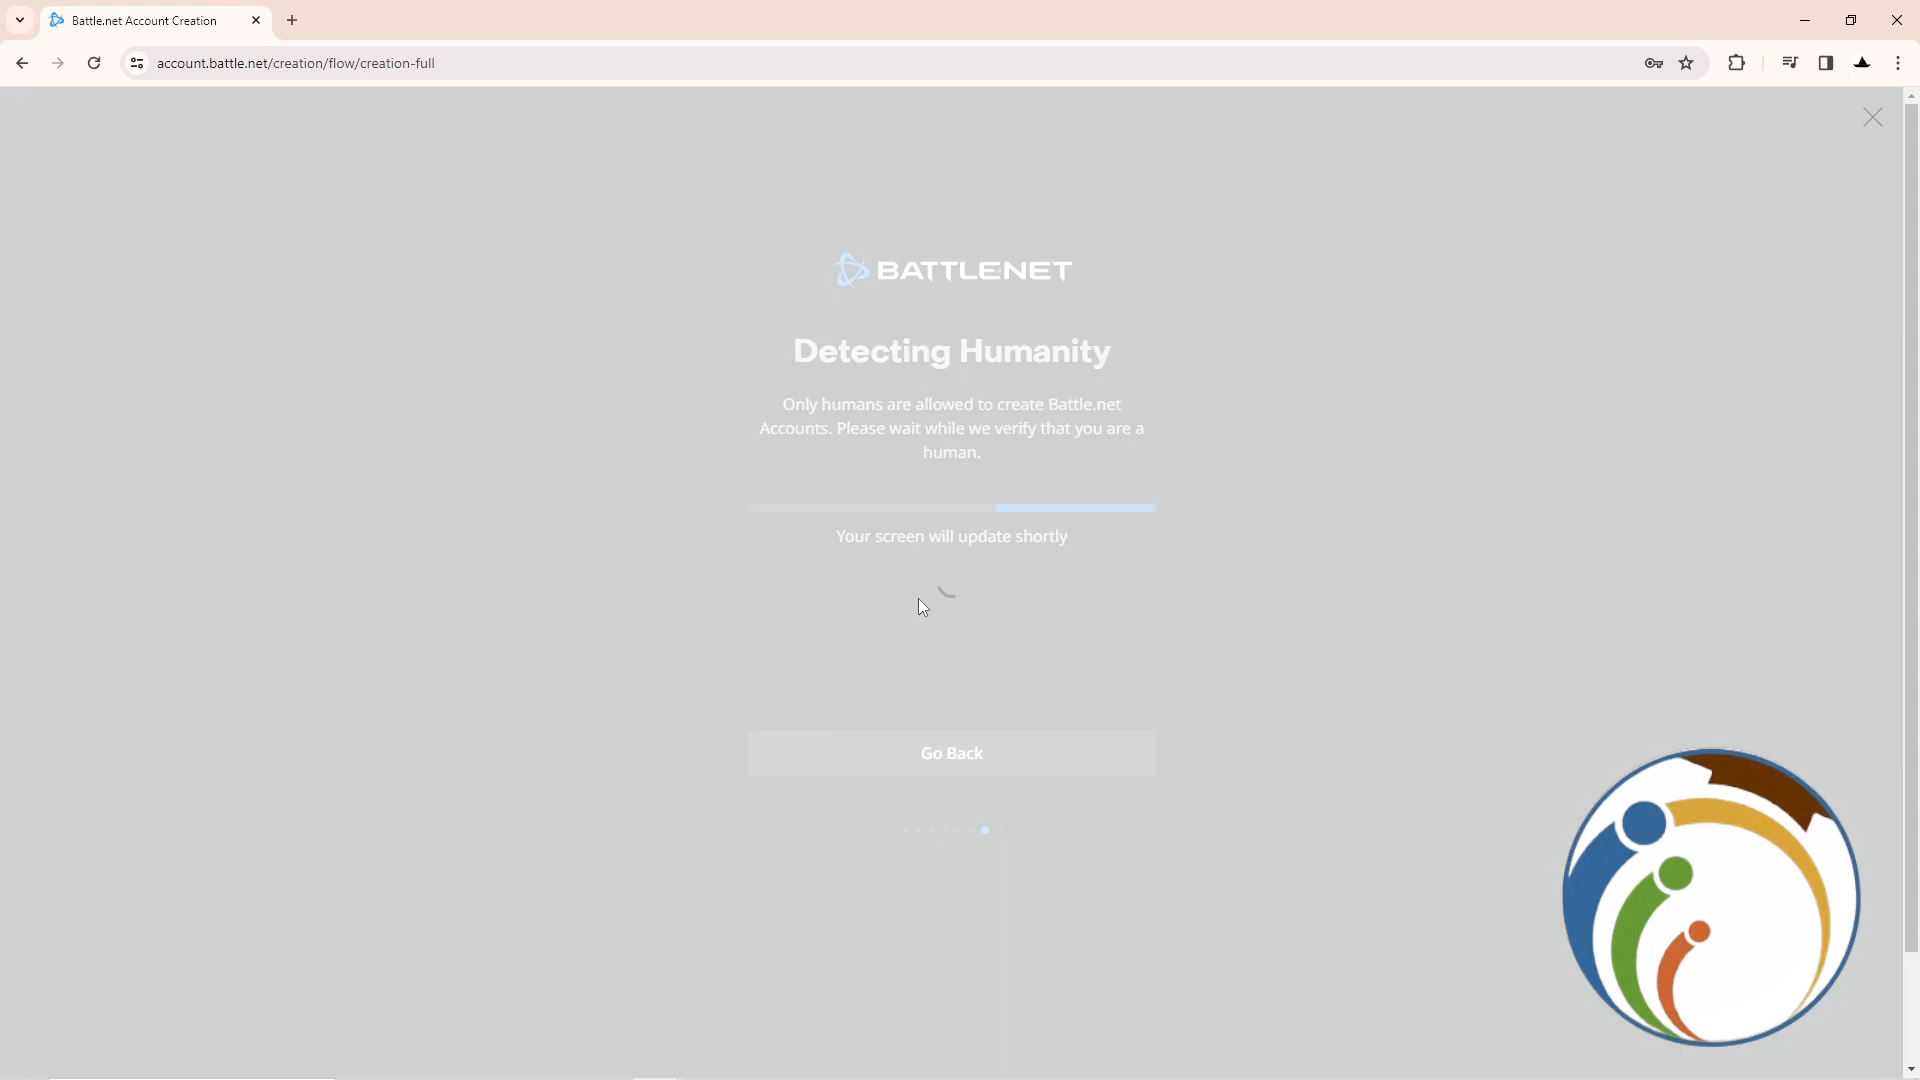 Battle.net Account Creation
account.battle.net/creation/flow/creation-full
BATTLE.NET
Detecting Humanity
Only humans are allowed to create Battle.net
Accounts. Please wait while we verify that you are a
human.
Your screen will update shortly
Go Back